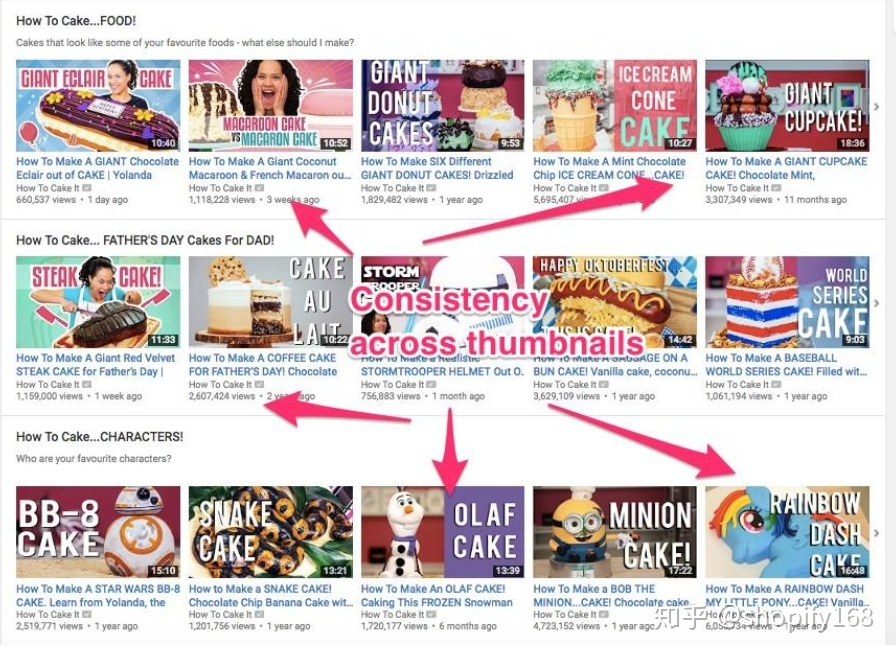 How To Cake...FOOD!
Cakes that look like some of your favourite foods - what else should I make?
GIANT ECLAIR CAKE
10:40
MACAROON CAKE
VS MACARON CAKE
10:52
GIANT
DONUT
CAKES
9:53
ICE CREAM
CONE
CAKE
10:27
GIANT
CUPCAKE!
18:36
How To Make A GIANT Chocolate
Eclair out of CAKE | Yolanda
How To Cake It
660,537 views • 1 day ago
How To Make A Giant Coconut
Macaroon & French Macaron ou...
How To Cake It
1,118,228 views • 3 weeks ago
How To Make SIX Different
GIANT DONUT CAKES! Drizzled
How To Cake It
1,829,482 views • 1 year ago
How To Make A Mint Chocolate
Chip ICE CREAM CONE...CAKE!
How To Cake It
5,695,407
How To Make A GIANT CUPCAKE
CAKE! Chocolate Mint,
How To Cake It
3,307,349 views • 11 months ago
How To Cake... FATHER'S DAY Cakes For DAD!
STEAK CAKE!
11:33
CAKE
AU
LAIT
10:22
STORM
TROOPER
HAPPY OKTOBERFEST
14:42
WORLD
SERIES
CAKE
9:03
Consistency
across thumbnails
How To Make A Giant Red Velvet
STEAK CAKE for Father's Day |
How To Cake It
1,159,000 views • 1 week ago
How To Make A COFFEE CAKE
FOR FATHER'S DAY! Chocolate
How To Cake It
2,607,424 views • 2 years ago
How To Make A Realistic
STORMTROOPER HELMET Out O..
How To Cake It
756,883 views • 1 month ago
How To Make A SAUSAGE ON A
BUN CAKE! Vanilla cake, coconu...
How To Cake It
3,629,109 views • 1 year ago
How To Make A BASEBALL
WORLD SERIES CAKE! Filled wit...
How To Cake It
1,061,194 views • 1 year ago
How To Cake...CHARACTERS!
Who are your favourite characters?
BB-8
CAKE
15:10
SNAKE
CAKE
13:21
OLAF
CAKE
13:39
MINION
CAKE!
17:22
RAINBOW
DASH
CAKE
16:48
How To Make A STAR WARS BB-8
CAKE. Learn from Yolanda, the
How To Cake It
2,519,771 views • 1 year ago
How to Make a SNAKE CAKE!
Chocolate Chip Banana Cake wit...
How To Cake It
1,201,756 views • 1 year ago
How To Make An OLAF CAKE!
Caking This FROZEN Snowman
How To Cake It
1,720,177 views • 6 months ago
How To Make a BOB THE
MINION...CAKE! Chocolate cake
How To Cake It
4,723,152 views • 1 year ago
How To Make A RAINBOW DASH
MY LITTLE PONY...CAKE! Vanilla
How To Cake It
views • 1 year ago
知乎 @shopify168